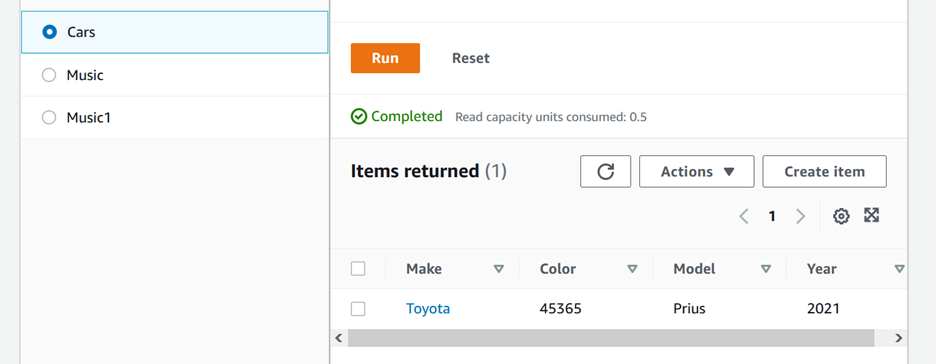 Cars
Music
Music1
Run Reset
Completed Read capacity units consumed: 0.5
Items returned (1)
Actions Create item
1
Make Color Model Year
Toyota 45365 Prius 2021